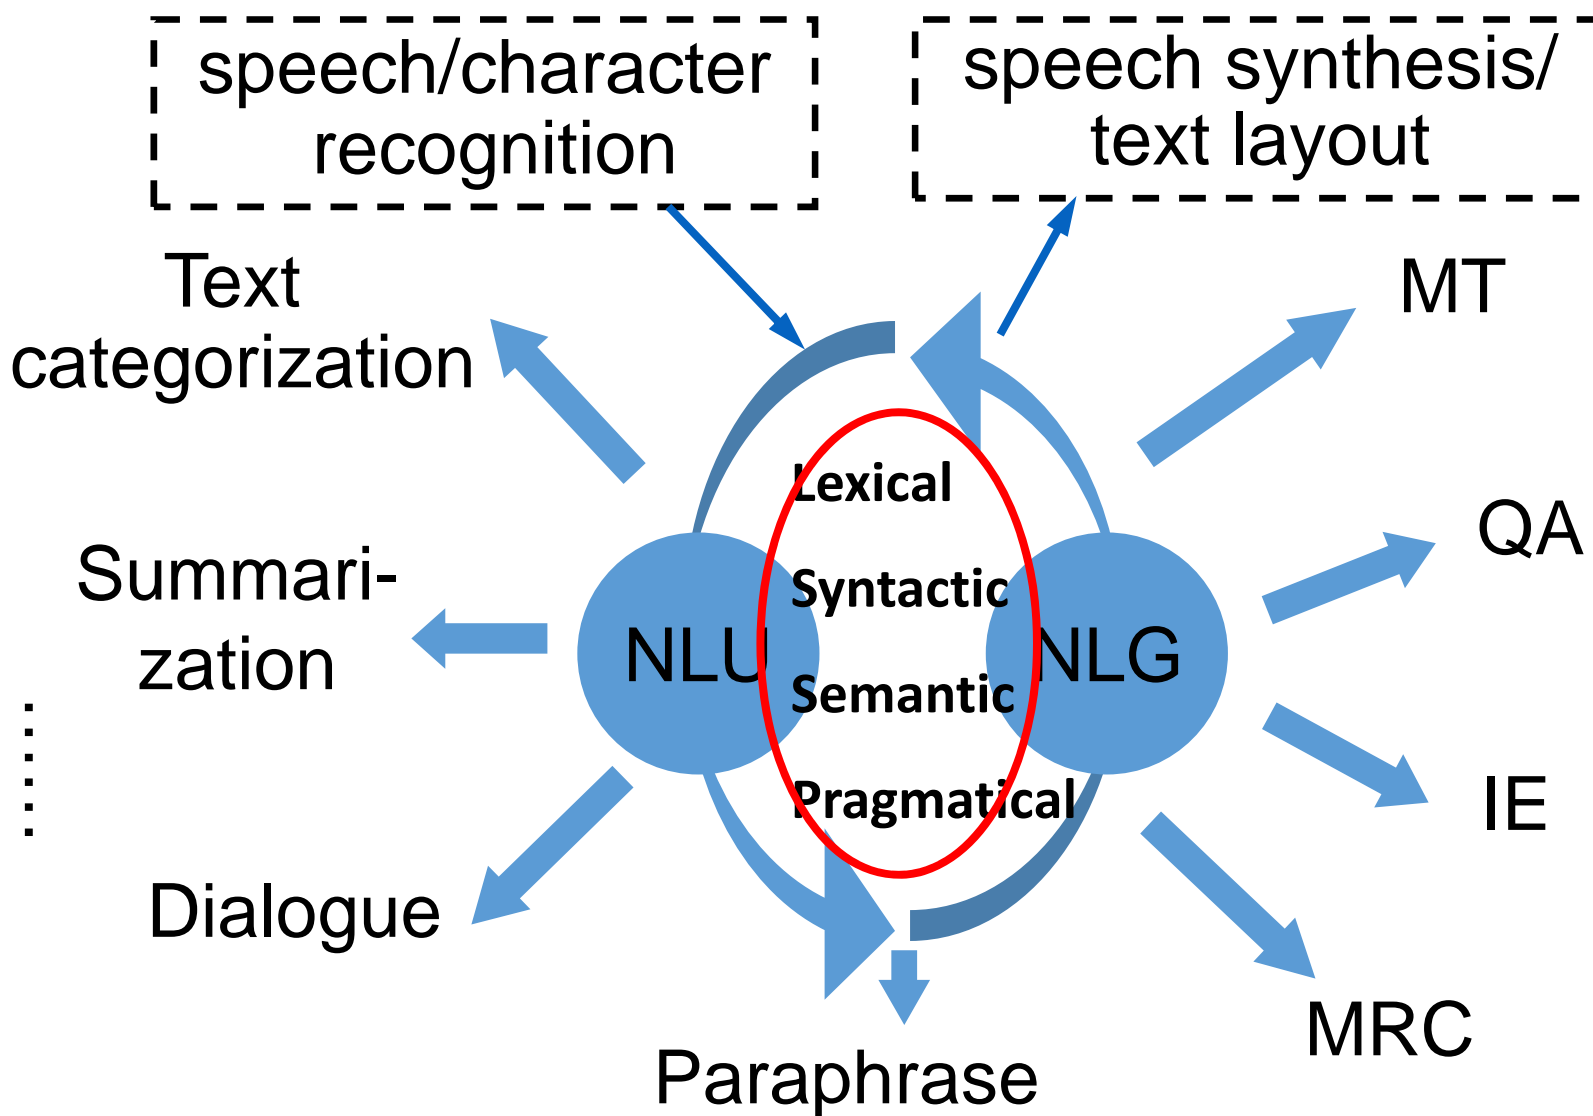 speech/character
recognition
speech synthesis/
text layout
Text
categorization
MT
Lexical
QA
Summari-
zation
Syntactic
NLU
NLG
Semantic
Pragmatical
IE
Dialogue
MRC
Paraphrase